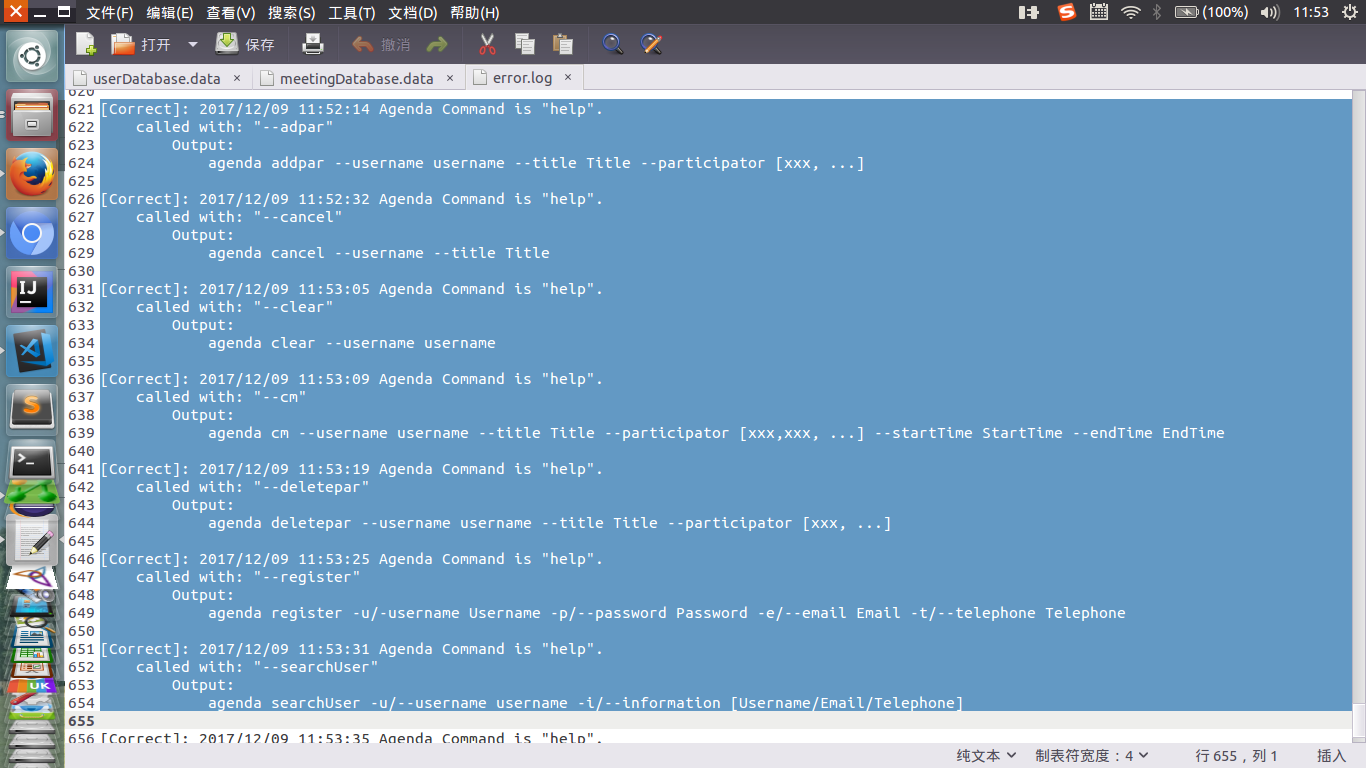 文件(F) 编辑(E) 查看(V) 搜索(S) 工具(T) 文档(D) 帮助(H) (100%) 11:53
打开 保存 撤消
userDatabase.data × meetingDatabase.data × error.log ×
620
621 [Correct]: 2017/12/09 11:52:14 Agenda Command is "help".
622 called with: "--adpar"
623 Output:
624 agenda addpar --username username --title Title --participator [xxx, ...]
625
626 [Correct]: 2017/12/09 11:52:32 Agenda Command is "help".
627 called with: "--cancel"
628 Output:
629 agenda cancel --username --title Title
630
631 [Correct]: 2017/12/09 11:53:05 Agenda Command is "help".
632 called with: "--clear"
633 Output:
634 agenda clear --username username
635
636 [Correct]: 2017/12/09 11:53:09 Agenda Command is "help".
637 called with: "--cm"
638 Output:
639 agenda cm --username username --title Title --participator [xxx,xxx, ...] --startTime StartTime --endTime EndTime
640
641 [Correct]: 2017/12/09 11:53:19 Agenda Command is "help".
642 called with: "--deletepar"
643 Output:
644 agenda deletepar --username username --title Title --participator [xxx, ...]
645
646 [Correct]: 2017/12/09 11:53:25 Agenda Command is "help".
647 called with: "--register"
648 Output:
649 agenda register -u/-username Username -p/--password Password -e/--email Email -t/--telephone Telephone
650
651 [Correct]: 2017/12/09 11:53:31 Agenda Command is "help".
652 called with: "--searchUser"
653 Output:
654 agenda searchUser -u/--username username -i/--information [Username/Email/Telephone]
655
656 [Correct]: 2017/12/09 11:53:35 Agenda Command is "help".
纯文本 制表符宽度：4 行 655，列 1 插入
IJ
S
>_
UK